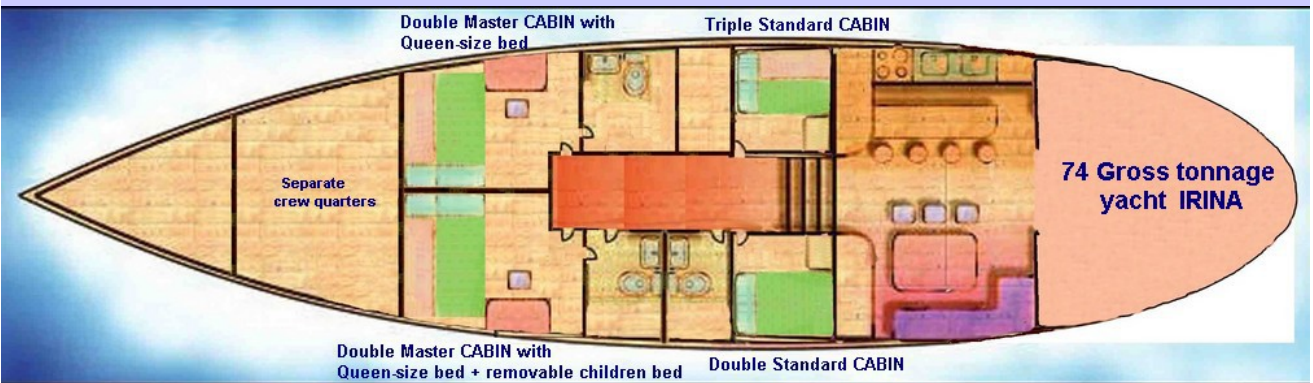 Double Master CABIN with
Queen-size bed
Triple Standard CABIN
Separate
crew quarters
74 Gross tonnage
yacht IRINA
Double Master CABIN with
Queen-size bed + removable children bed
Double Standard CABIN